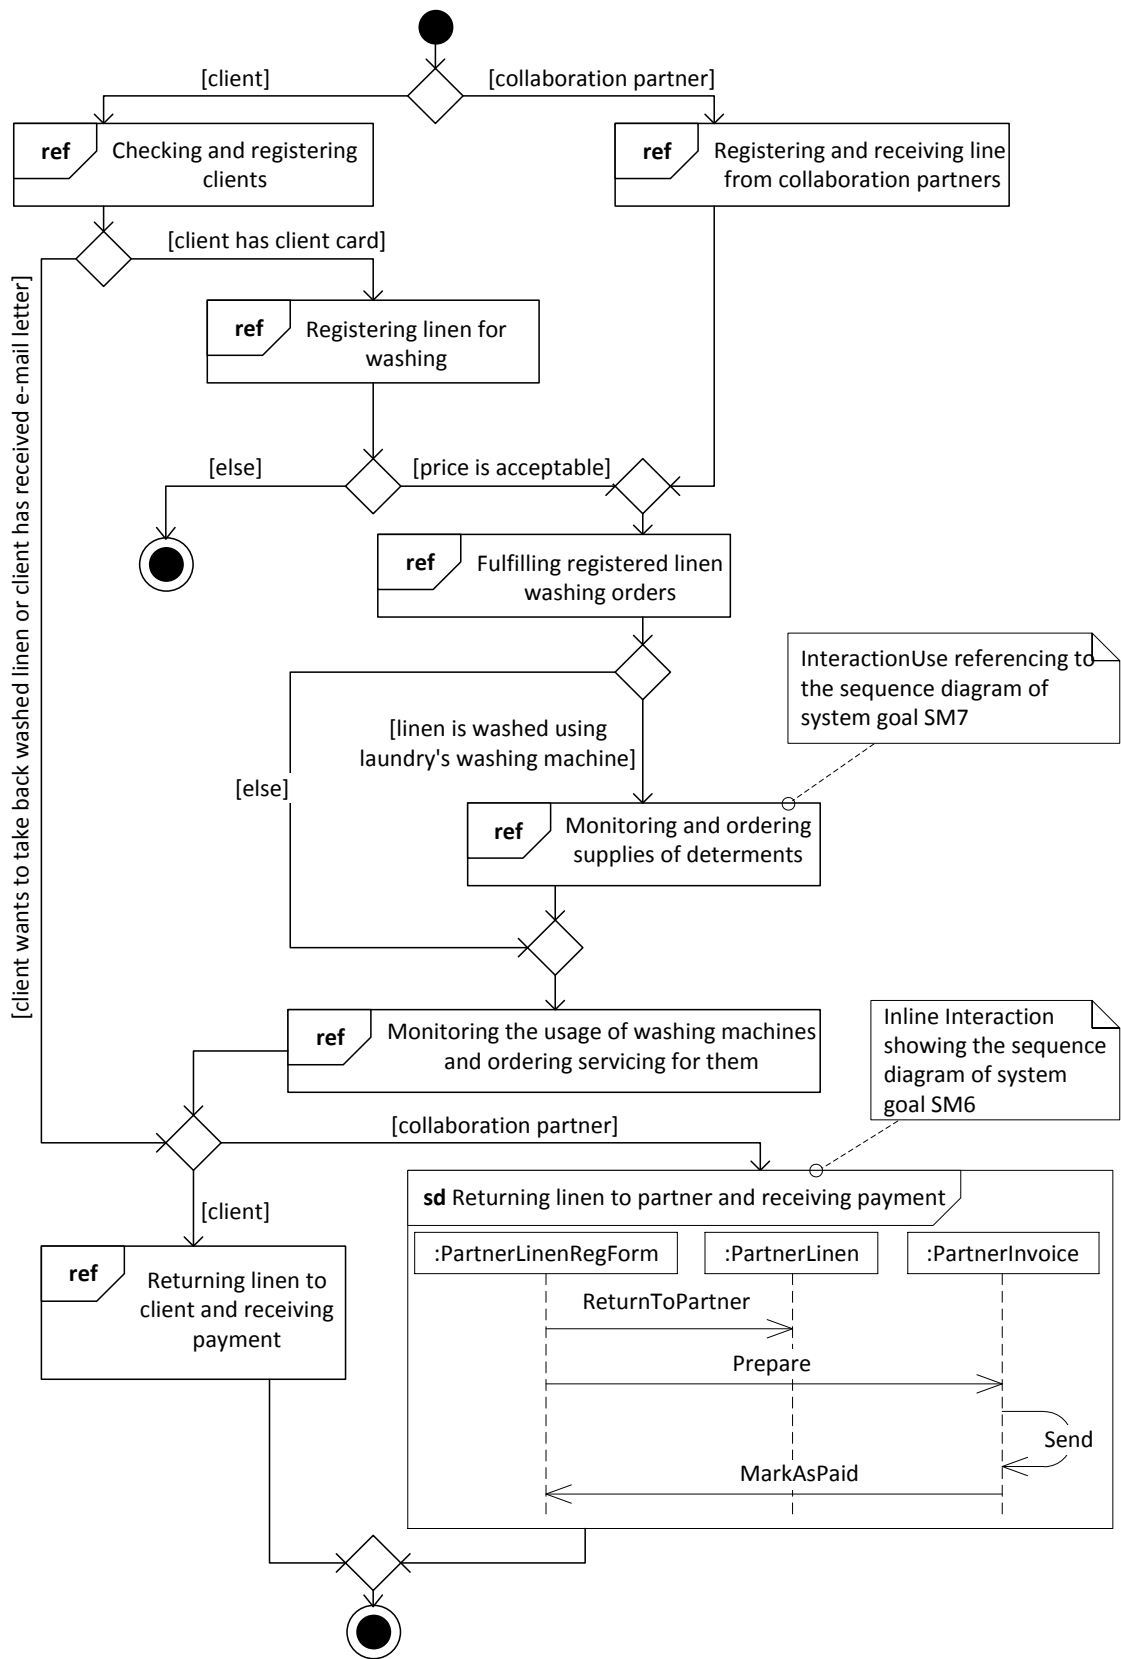 [client]
[collaboration partner]
ref
Checking and registering
clients
ref
Registering and receiving line
from collaboration partners
[client has client card]
[client wants to take back washed linen or client has received e-mail letter]
ref
Registering linen for
washing
[else]
[price is acceptable]
ref
Fulfilling registered linen
washing orders
InteractionUse referencing to
the sequence diagram of
system goal SM7
[linen is washed using
laundry's washing machine]
[else]
ref
Monitoring and ordering
supplies of determents
ref
Monitoring the usage of washing machines
and ordering servicing for them
Inline Interaction
showing the sequence
diagram of system
goal SM6
[collaboration partner]
sd Returning linen to partner and receiving payment
[client]
ref
Returning linen to
client and receiving
payment
:PartnerLinenRegForm
:PartnerLinen
:PartnerInvoice
ReturnToPartner
Prepare
Send
MarkAsPaid